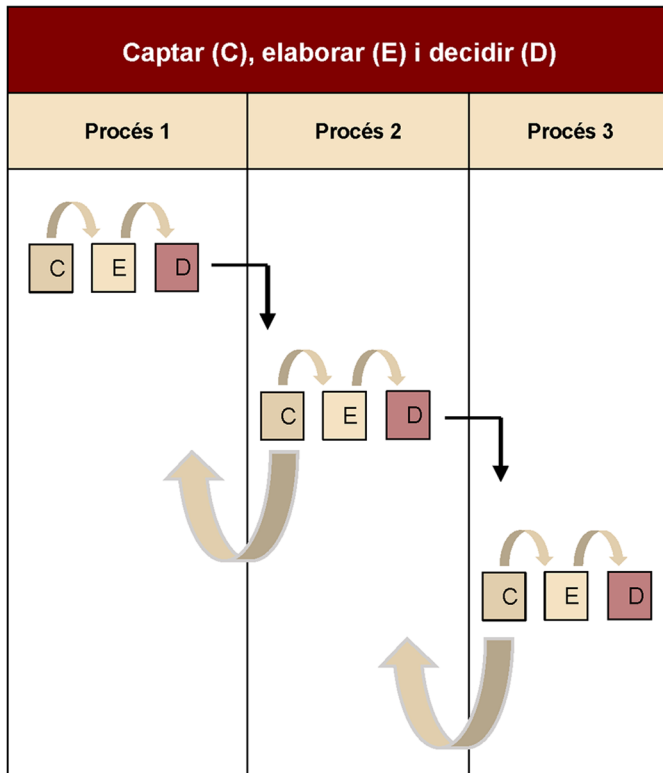 Captar (C), elaborar (E) i decidir (D)
Procés 1 Procés 2 Procés 3
C E D
C E D
C E D